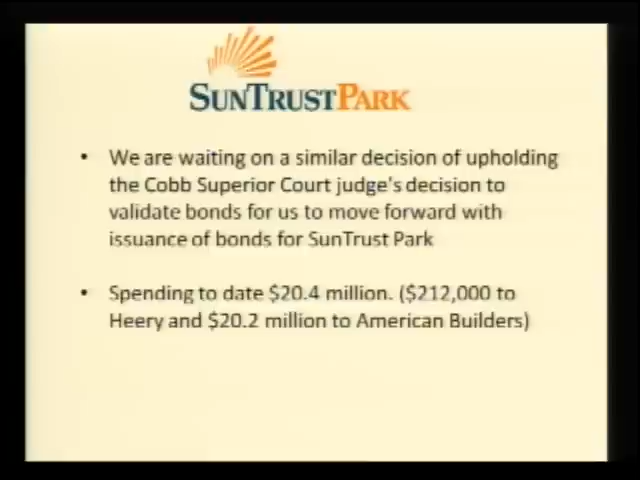 SUNTRUSTPARK
• We are waiting on a similar decision of upholding
the Cobb Superior Court judge's decision to
validate bonds for us to move forward with
issuance of bonds for SunTrust Park
• Spending to date $20.4 million. ($212,000 to
Heery and $20.2 million to American Builders)